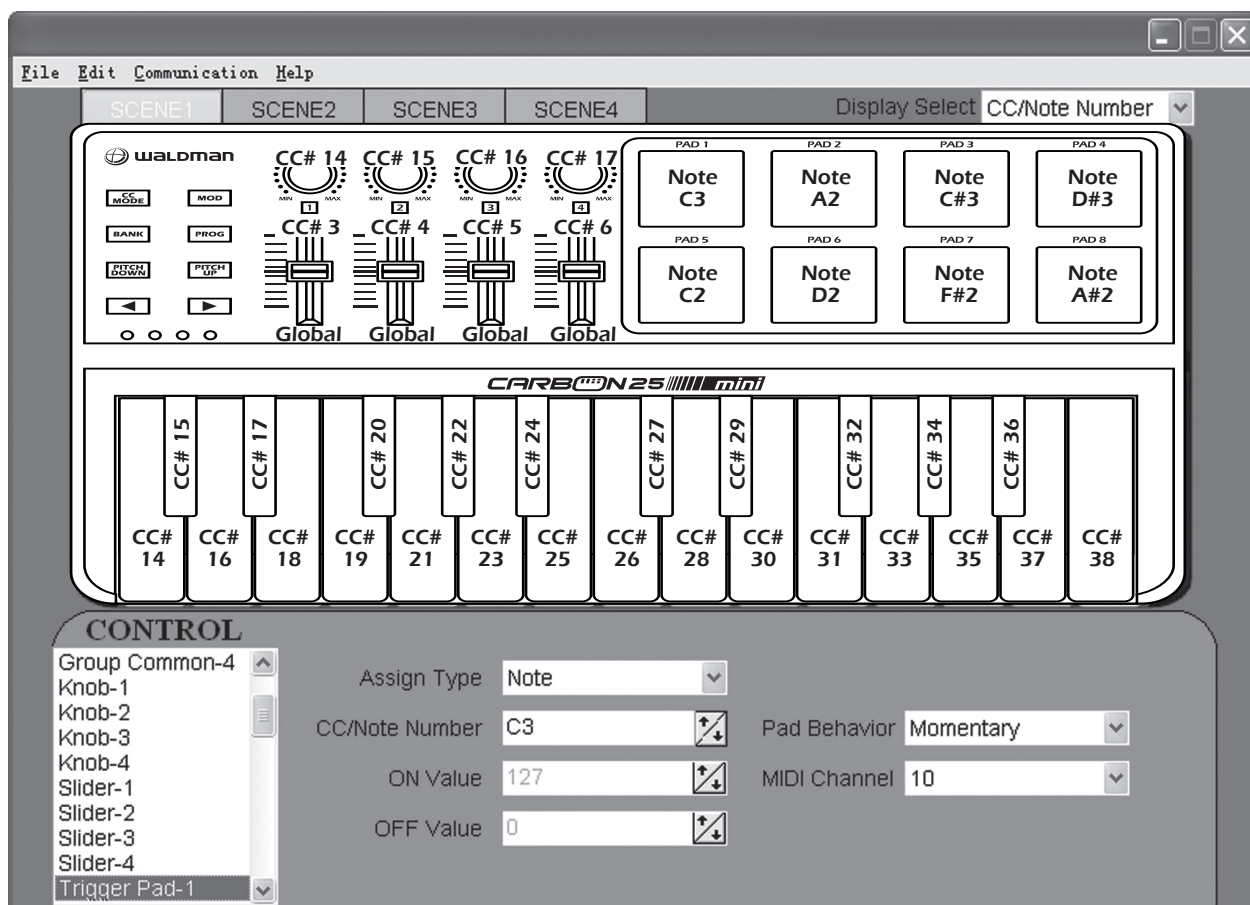 File Edit Communication Help
SCENE1 SCENE2 SCENE3 SCENE4 Display Select CC/Note Number
waldman
CC MODE MOD
BANK PROG
PITCH DOWN PITCH UP
CC# 14 CC# 15 CC# 16 CC# 17
MIN MAX MIN MAX MIN MAX MIN MAX
1 2 3 4
CC# 3 CC# 4 CC# 5 CC# 6
Global Global Global Global
PAD 1 PAD 2 PAD 3 PAD 4
Note C3 Note A2 Note C#3 Note D#3
PAD 5 PAD 6 PAD 7 PAD 8
Note C2 Note D2 Note F#2 Note A#2
CARBON25 mini
CC# 15 CC# 17 CC# 20 CC# 22 CC# 24 CC# 27 CC# 29 CC# 32 CC# 34 CC# 36
CC# CC# CC# CC# CC# CC# CC# CC# CC# CC# CC# CC# CC# CC# CC#
14 16 18 19 21 23 25 26 28 30 31 33 35 37 38
CONTROL
Group Common-4
Knob-1
Knob-2
Knob-3
Knob-4
Slider-1
Slider-2
Slider-3
Slider-4
Trigger Pad-1
Assign Type Note
CC/Note Number C3
ON Value 127
OFF Value 0
Pad Behavior Momentary
MIDI Channel 10